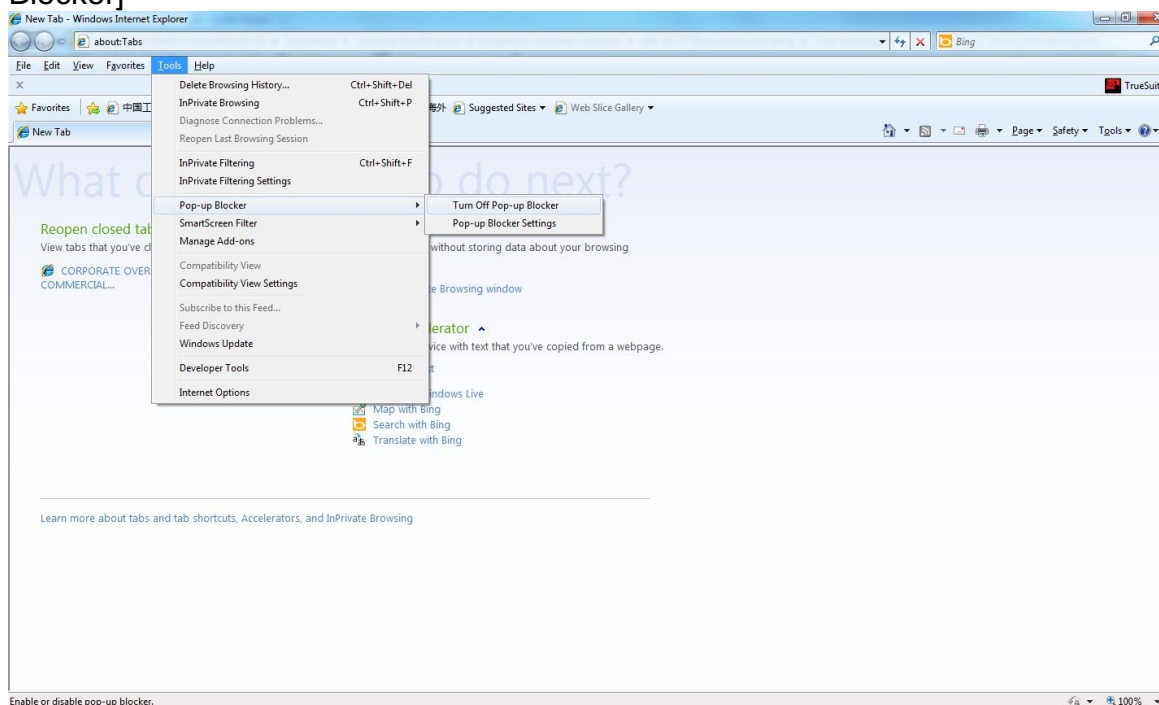 Blocker]
New Tab - Windows Internet Explorer
about:Tabs
Bing
File Edit View Favorites Tools Help
x TrueSuit
Favorites 中国工 海外 Suggested Sites Web Slice Gallery
New Tab Page Safety Tools
Delete Browsing History... Ctrl+Shift+Del
InPrivate Browsing Ctrl+Shift+P
Diagnose Connection Problems...
Reopen Last Browsing Session
InPrivate Filtering Ctrl+Shift+F
InPrivate Filtering Settings
Pop-up Blocker
SmartScreen Filter
Manage Add-ons
Compatibility View
Compatibility View Settings
Subscribe to this Feed...
Feed Discovery
Windows Update
Developer Tools F12
Internet Options
Turn Off Pop-up Blocker
Pop-up Blocker Settings
What do next?
Reopen closed tab
View tabs that you've cl
CORPORATE OVER
COMMERCIAL...
without storing data about your browsing
e Browsing window
lerator
vice with text that you've copied from a webpage.
indows Live
Map with Bing
Search with Bing
Translate with Bing
Learn more about tabs and tab shortcuts, Accelerators, and InPrivate Browsing
Enable or disable pop-up blocker.
100%